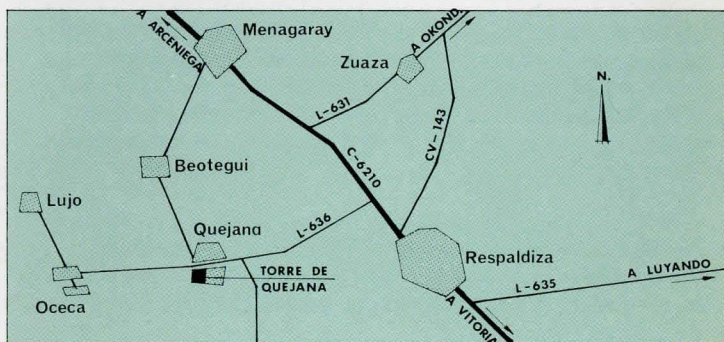 A ARCENIEGA
Menagaray
A OKONDO
Zuaza
N.
L-631
CV-143
Beotegui
C-6210
Lujo
Quejana
L-636
Respaldiza
TORRE DE
QUEJANA
A LUYANDO
L-635
Oceca
A VITORIA